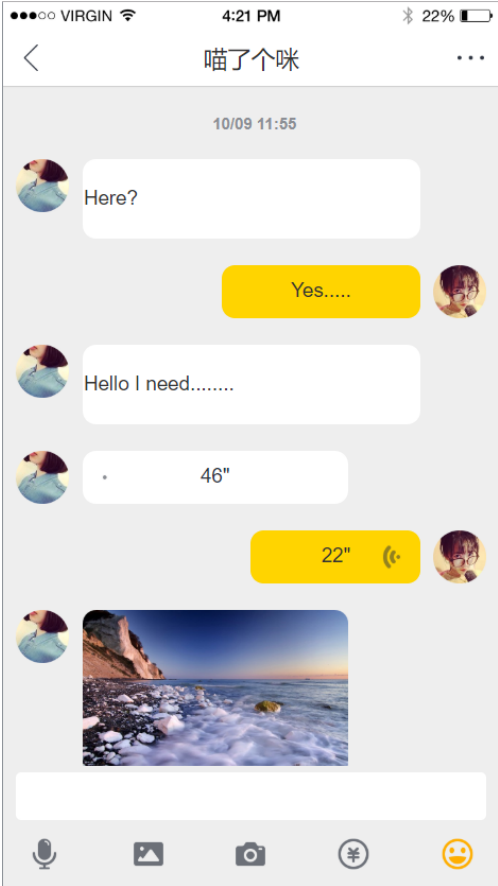 VIRGIN 4:21 PM 22%
喵了个咪
10/09 11:55
Here?
Yes.....
Hello I need........
46"
22"
¥